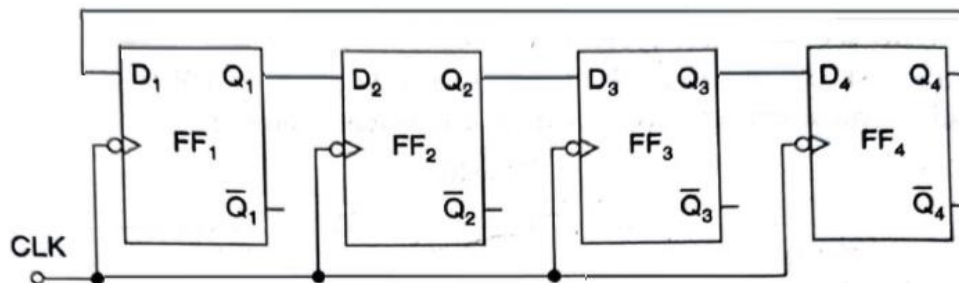 D₁ Q₁ D₂ Q₂ D₃ Q₃ D₄ Q₄
FF₁ FF₂ FF₃ FF₄
Q̅₁ Q̅₂ Q̅₃ Q̅₄
CLK